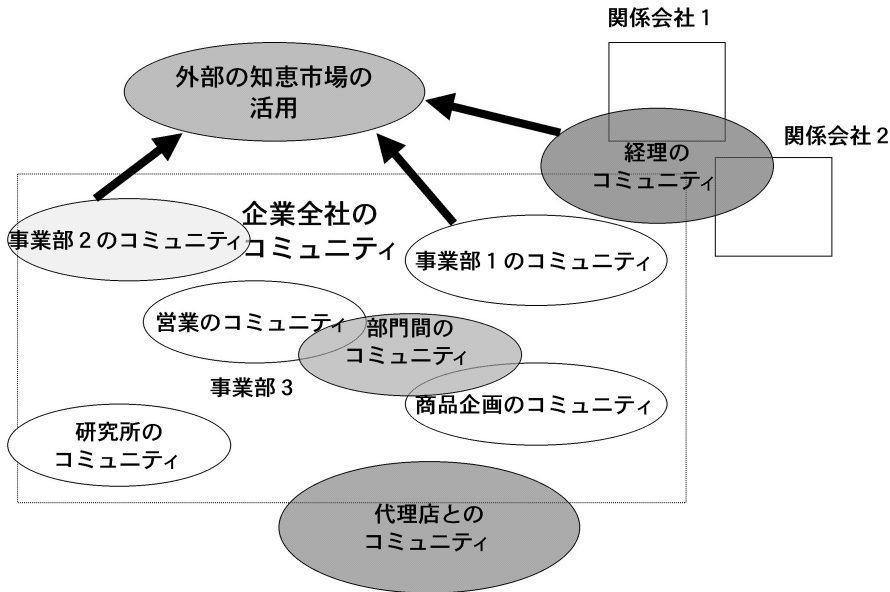 関係会社１
外部の知恵市場の
活用
関係会社２
経理の
コミュニティ
企業全社の
コミュニティ
事業部２のコミュニティ
事業部１のコミュニティ
営業のコミュニティ
部門間の
コミュニティ
事業部３
商品企画のコミュニティ
研究所の
コミュニティ
代理店との
コミュニティ